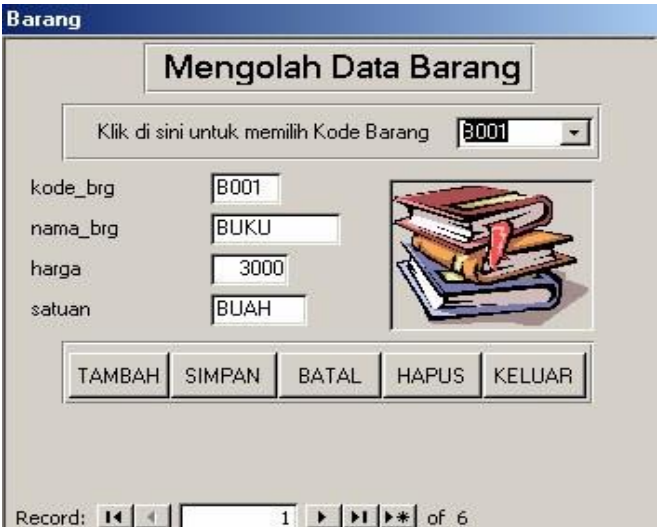 Barang
Mengolah Data Barang
Klik di sini untuk memilih Kode Barang B001
kode_brg B001
nama_brg BUKU
harga 3000
satuan BUAH
TAMBAH SIMPAN BATAL HAPUS KELUAR
Record: 1 of 6